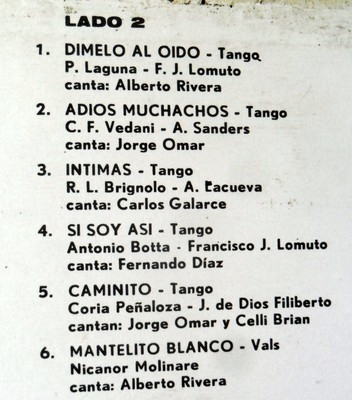 LADO 2
1. DIMELO AL OIDO - Tango
P. Laguna - F. J. Lomuto
canta: Alberto Rivera
2. ADIOS MUCHACHOS - Tango
C. F. Vedani - A. Sanders
canta: Jorge Omar
3. INTIMAS - Tango
R. L. Brignolo - A. Lacueva
canta: Carlos Galarce
4. SI SOY ASI - Tango
Antonio Botta - Francisco J. Lomuto
canta: Fernando Díaz
5. CAMINITO - Tango
Coria Peñaloza - J. de Dios Filiberto
cantan: Jorge Omar y Celli Brian
6. MANTELITO BLANCO - Vals
Nicanor Molinare
canta: Alberto Rivera